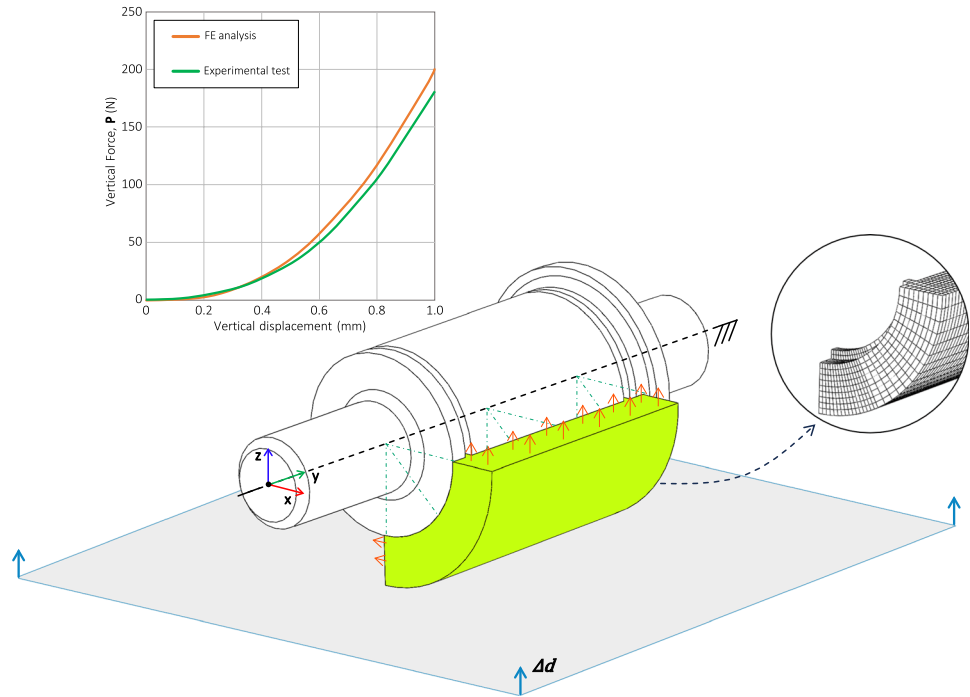 250
200
150
100
50
0
Vertical Force, P (N)
FE analysis
Experimental test
0 0.2 0.4 0.6 0.8 1.0
Vertical displacement (mm)
z
y
x
Δd